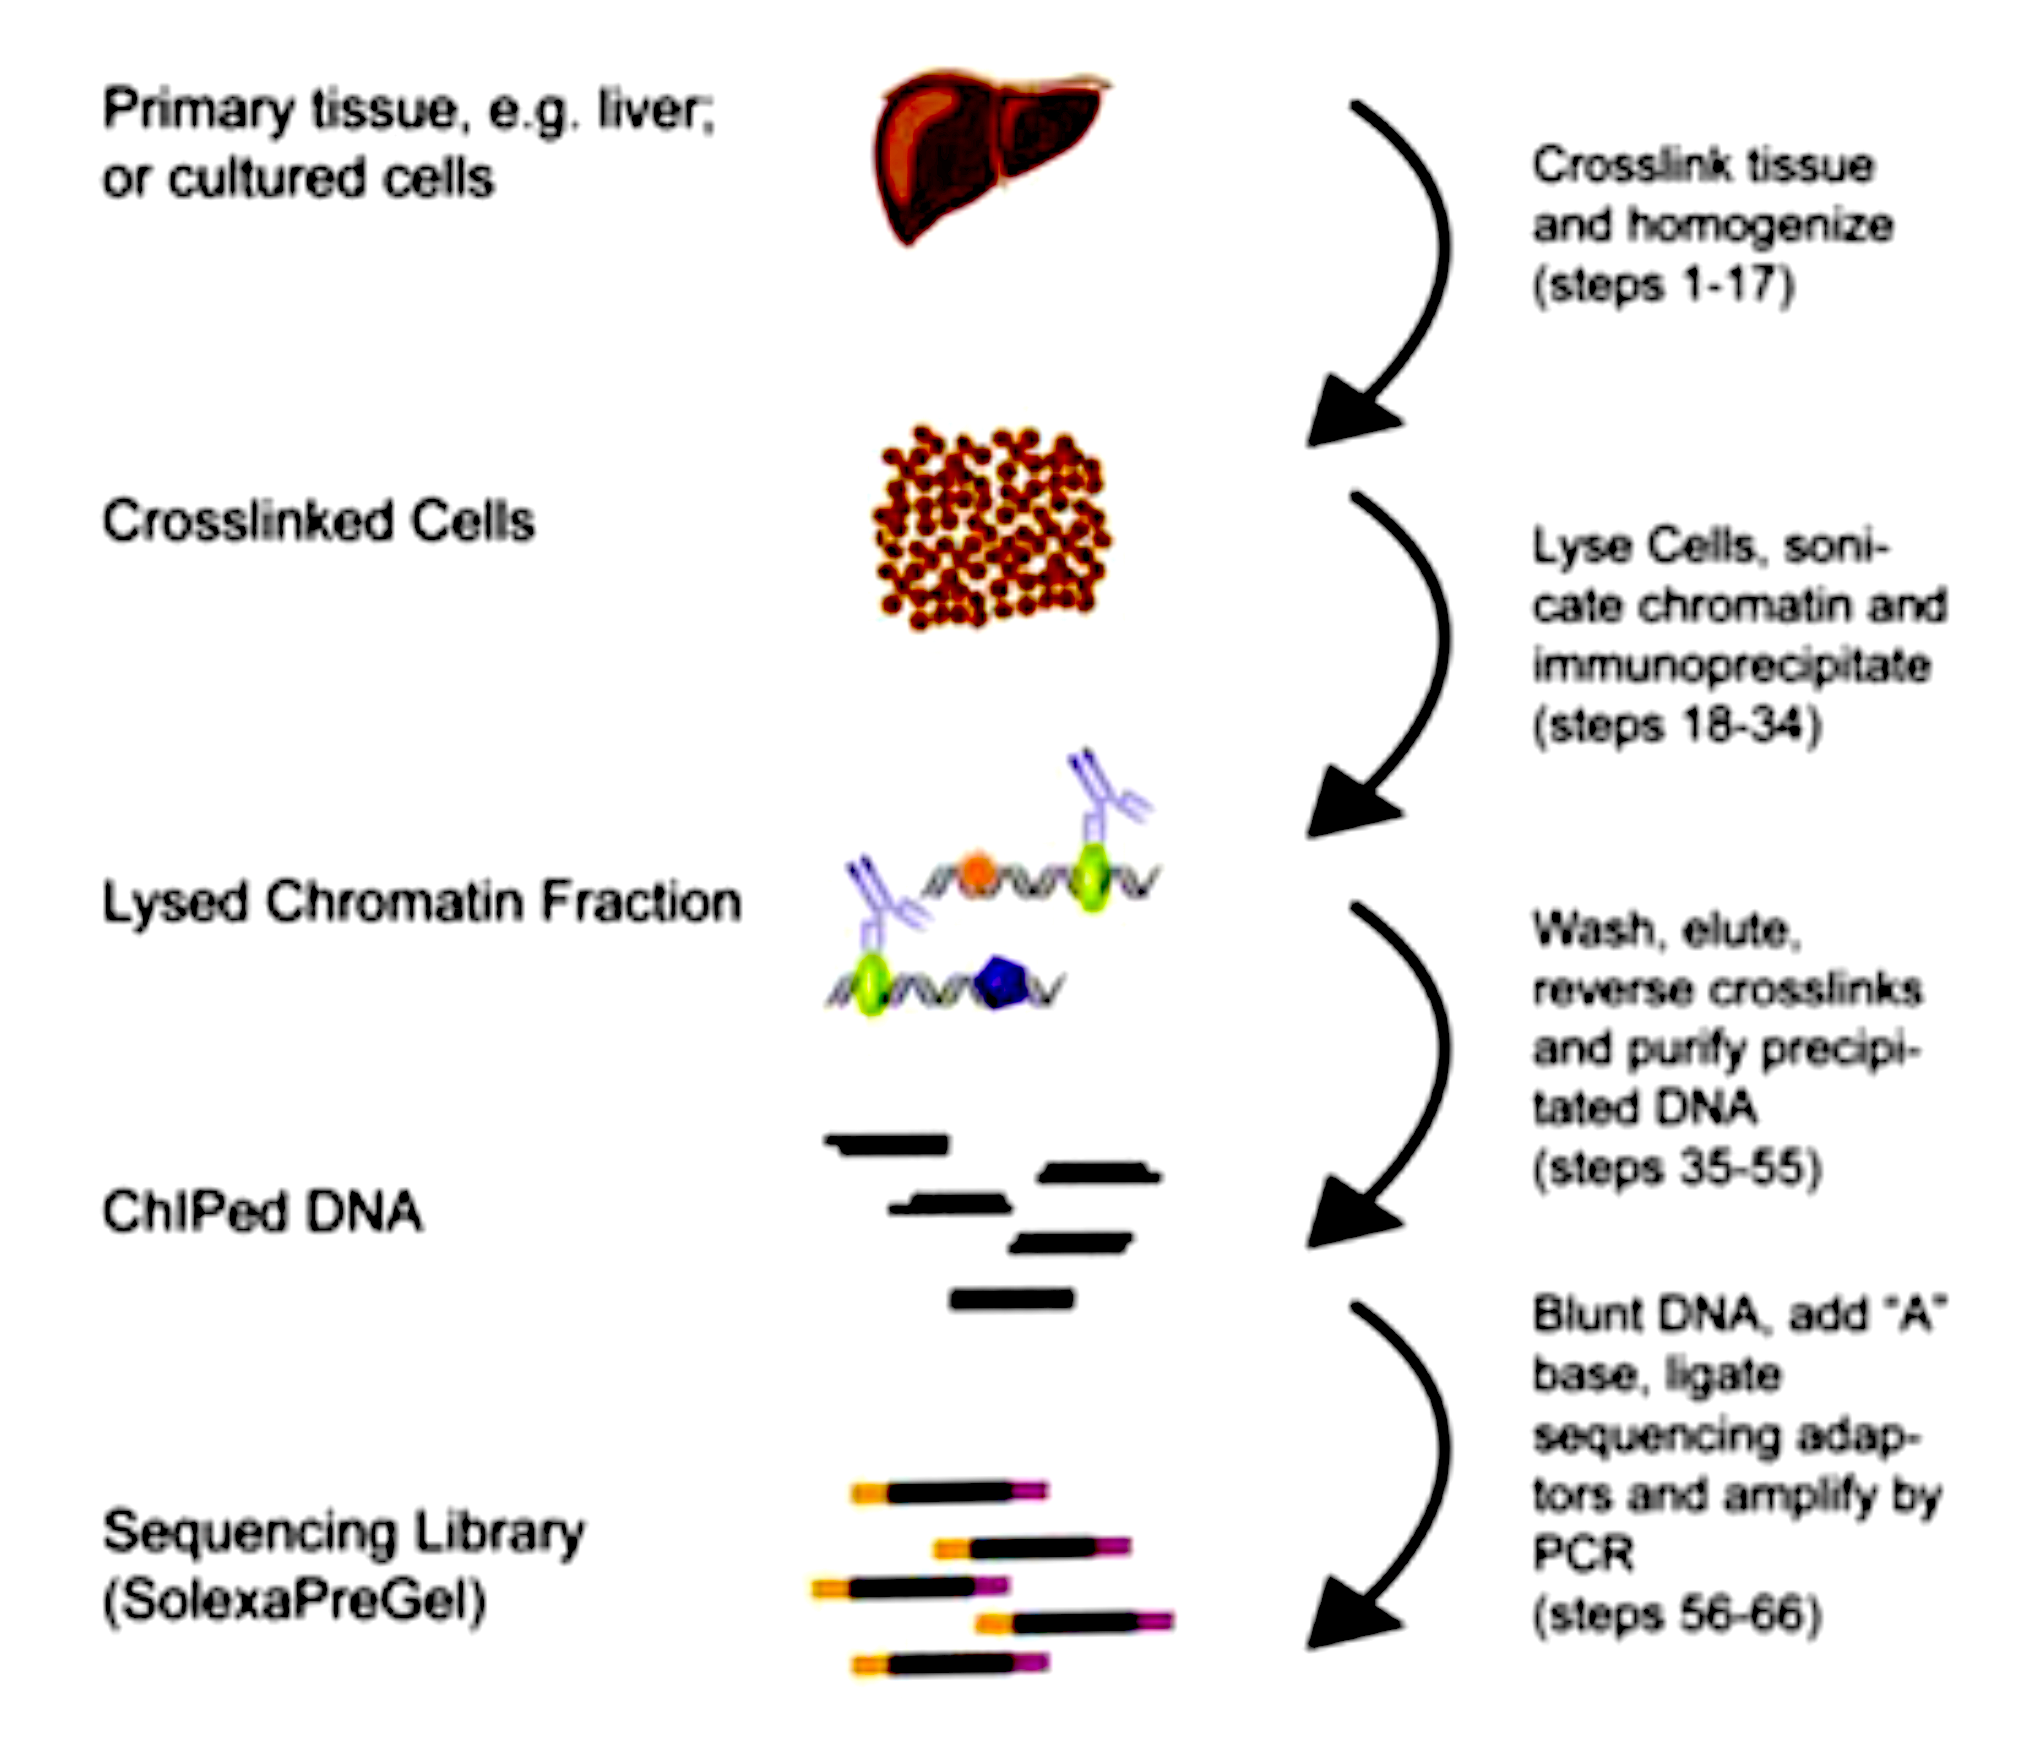 Primary tissue, e.g. liver;
or cultured cells
Crosslink tissue
and homogenize
(steps 1-17)
Crosslinked Cells
Lyse Cells, soni-
cate chromatin and
immunoprecipitate
(steps 18-34)
Lysed Chromatin Fraction
Wash, elute,
reverse crosslinks
and purify precipi-
tated DNA
(steps 35-55)
ChIPed DNA
Blunt DNA, add “A”
base, ligate
sequencing adap-
tors and amplify by
PCR
(steps 56-66)
Sequencing Library
(SolexaPreGel)